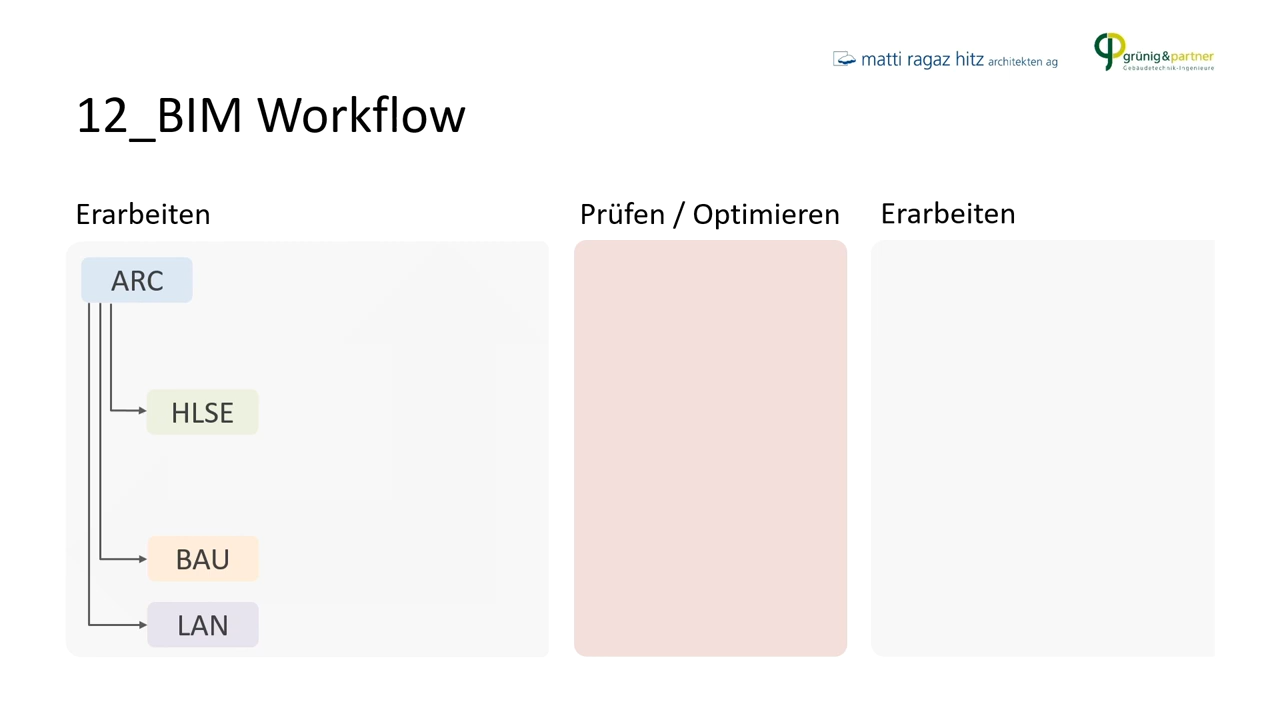 matti ragaz hitz architekten ag
grünig&partner
Gebäudetechnik-Ingenieure
12_BIM Workflow
Erarbeiten
Prüfen / Optimieren
Erarbeiten
ARC
HLSE
BAU
LAN